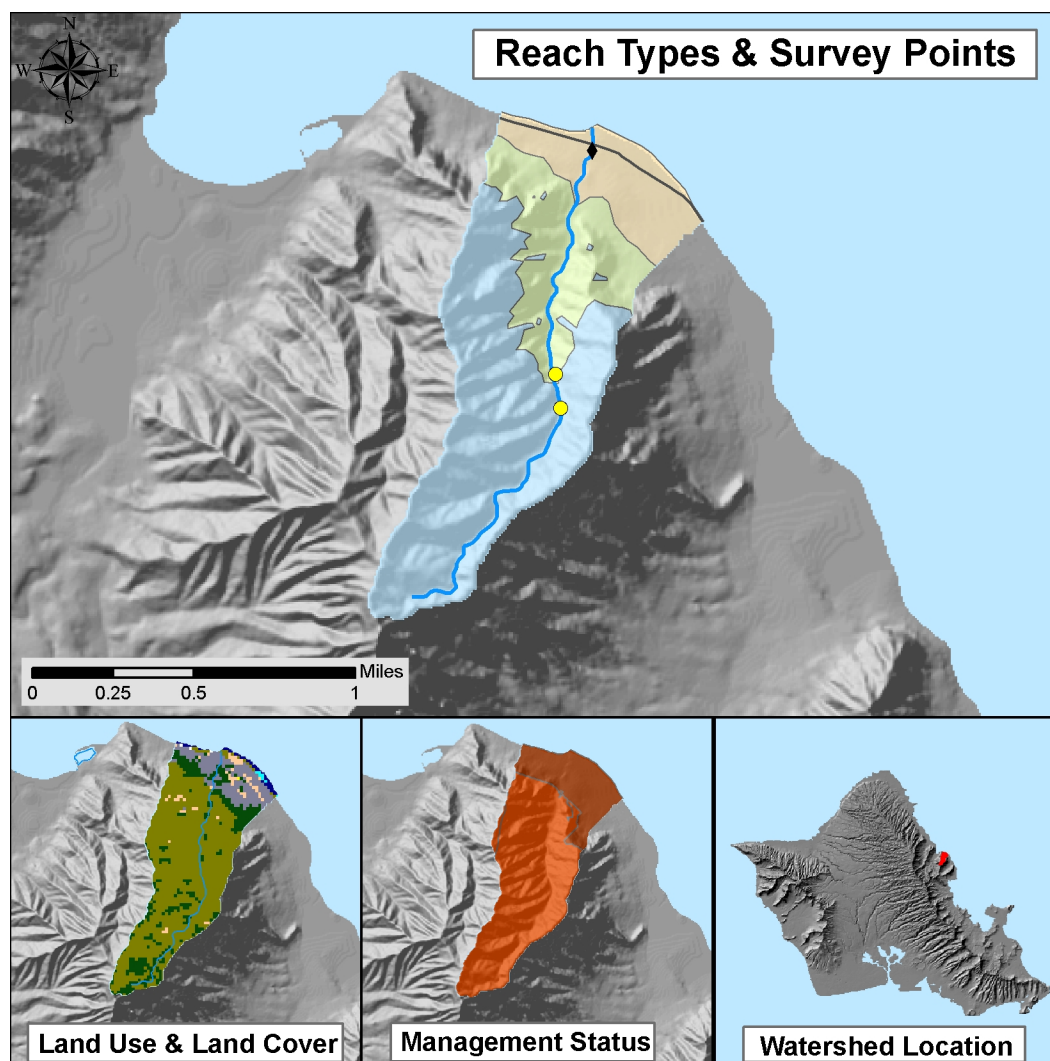 N
W E
S
Reach Types & Survey Points
Miles
0 0.25 0.5 1
Land Use & Land Cover
Management Status
Watershed Location